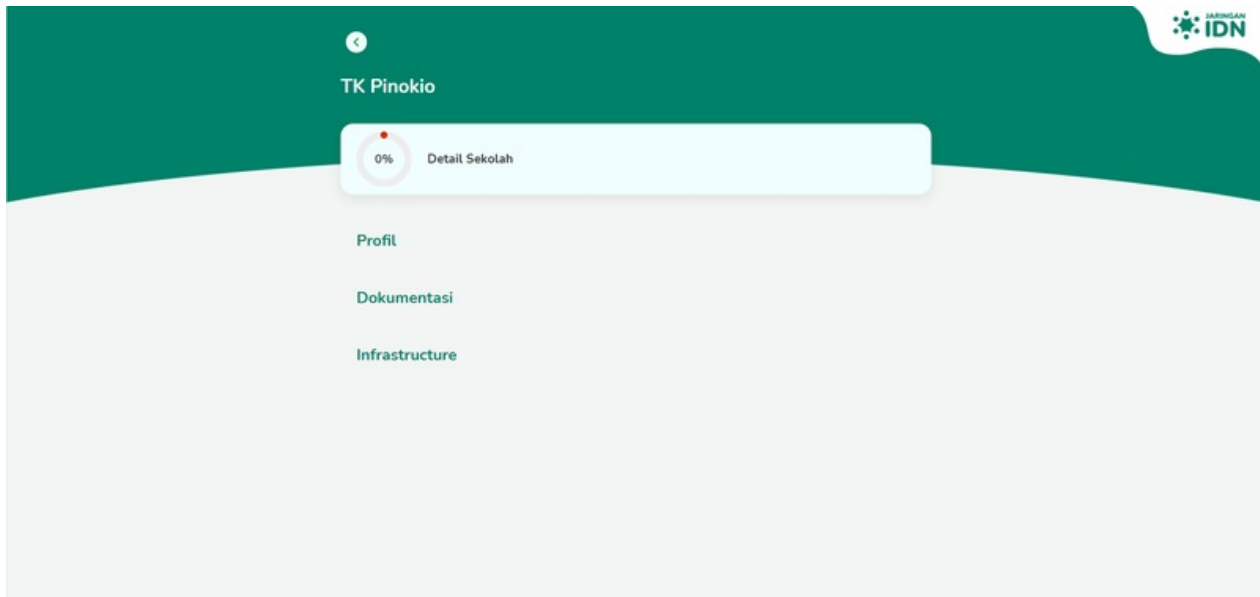 JARINGAN
IDN
TK Pinokio
0%
Detail Sekolah
Profil
Dokumentasi
Infrastructure